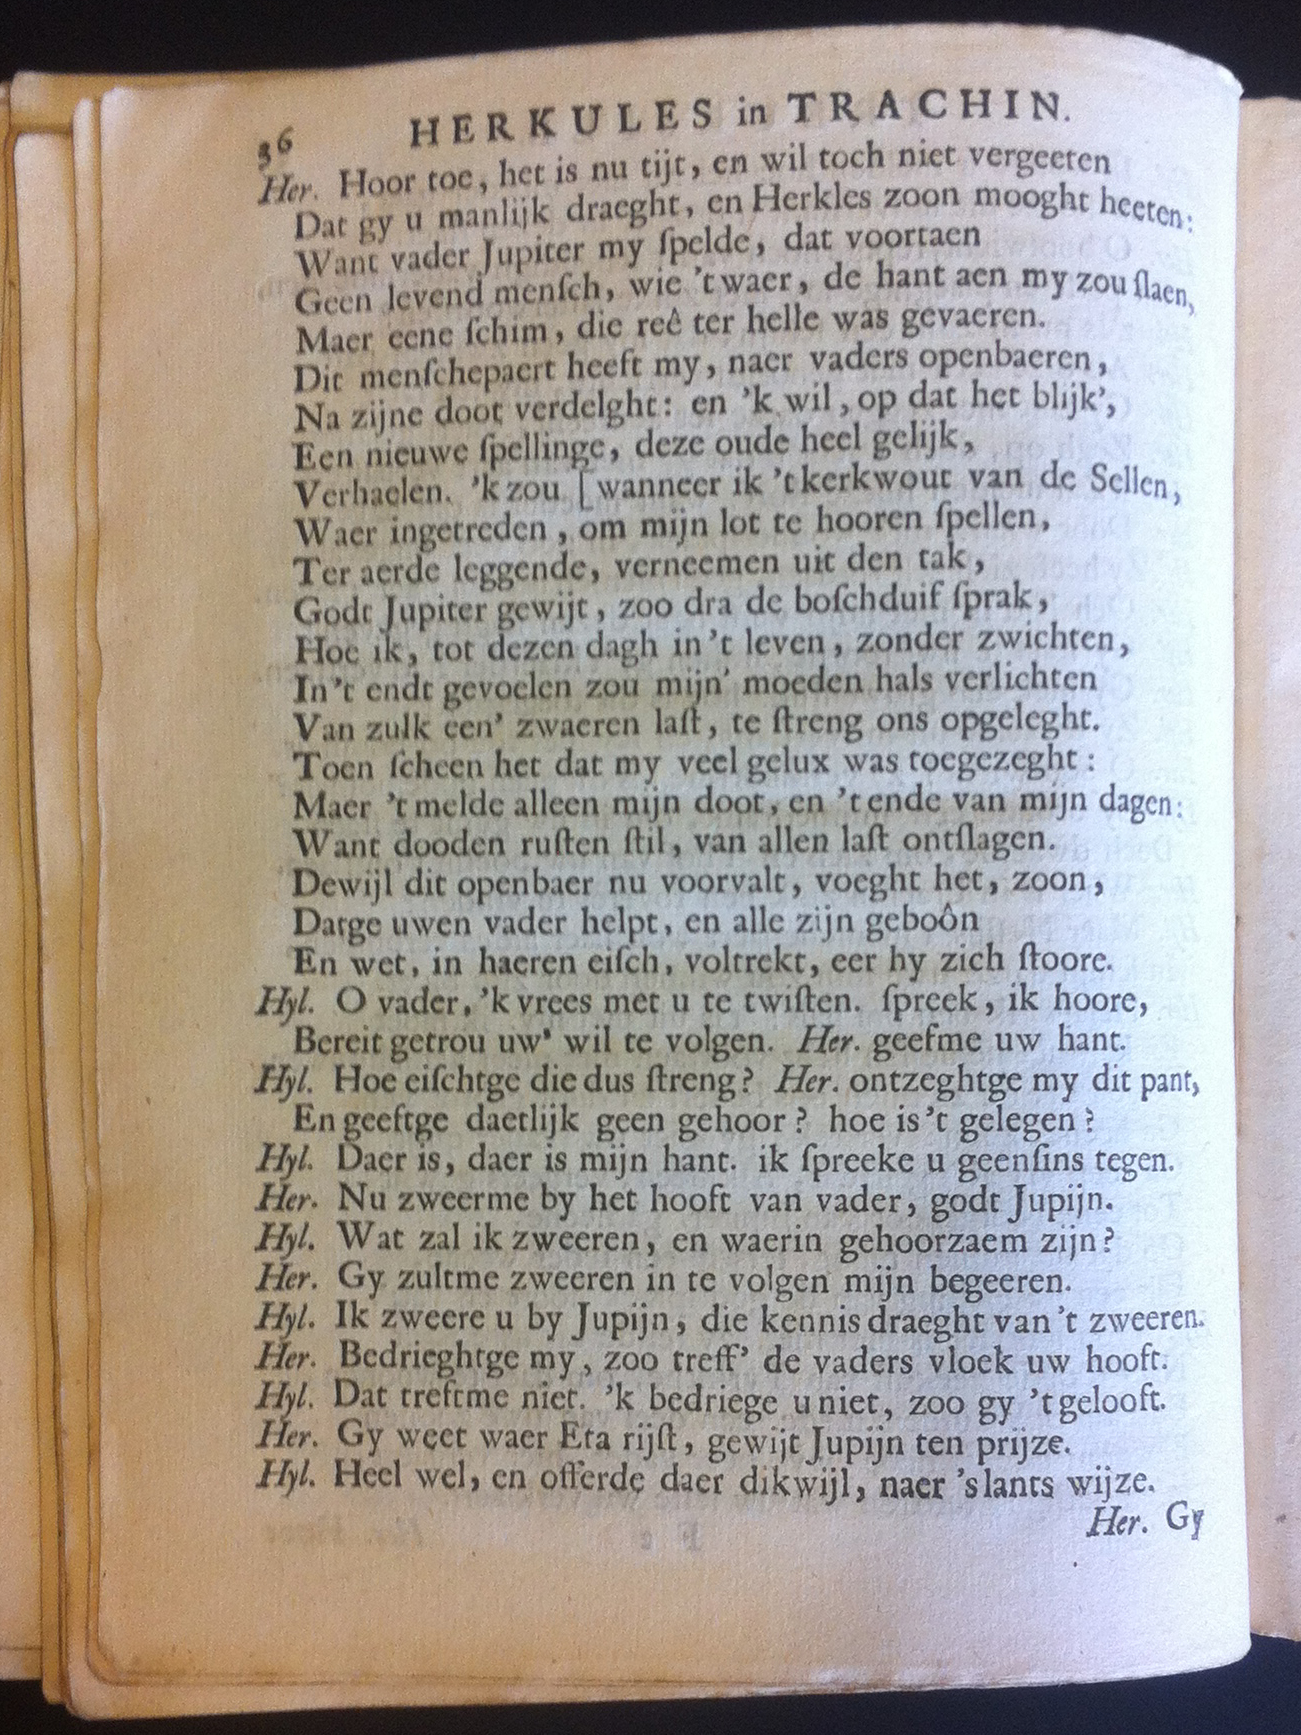 36 HERKULES in TRACHIN.
Her. Hoor toe, het is nu tijt, en wil toch niet vergeeten
Dat gy u manlijk draeght, en Herkles zoon mooght heeten:
Want vader Jupiter my ſpelde, dat voortaen
Geen levend menſch, wie 't waer, de hant aen my zou ſlaen,
Maer eene ſchim, die reê ter helle was gevaeren.
Dit menſchepaert heeft my, naer vaders openbaeren,
Na zijne doot verdelght: en 'k wil, op dat het blijk',
Een nieuwe ſpellinge, deze oude heel gelijk,
Verhaelen. 'k zou [wanneer ik 't kerkwout van de Sellen,
Waer ingetreden, om mijn lot te hooren ſpellen,
Ter aerde leggende, verneemen uit den tak,
Godt Jupiter gewijt, zoo dra de boſchduif ſprak,
Hoe ik, tot dezen dagh in 't leven, zonder zwichten,
In 't endt gevoelen zou mijn' moeden hals verlichten
Van zulk een' zwaeren laſt, te ſtreng ons opgeleght.
Toen ſcheen het dat my veel gelux was toegezeght:
Maer 't melde alleen mijn doot, en 't ende van mijn dagen:
Want dooden ruſten ſtil, van allen laſt ontſlagen.
Dewijl dit openbaer nu voorvalt, voeght het, zoon,
Datge uwen vader helpt, en alle zijn geboôn
En wet, in haeren eiſch, voltrekt, eer hy zich ſtoore.
Hyl. O vader, 'k vrees met u te twiſten. ſpreek, ik hoore,
Bereit getrou uw' wil te volgen. Her. geefme uw hant.
Hyl. Hoe eiſchtge die dus ſtreng? Her. ontzeghtge my dit pant,
En geeftge daetlijk geen gehoor? hoe is 't gelegen?
Hyl. Daer is, daer is mijn hant. ik ſpreeke u geenſins tegen.
Her. Nu zweerme by het hooft van vader, godt Jupijn.
Hyl. Wat zal ik zweeren, en waerin gehoorzaem zijn?
Her. Gy zultme zweeren in te volgen mijn begeeren.
Hyl. Ik zweere u by Jupijn, die kennis draeght van 't zweeren.
Her. Bedrieghtge my, zoo treff' de vaders vloek uw hooft.
Hyl. Dat treftme niet. 'k bedriege u niet, zoo gy 't gelooft.
Her. Gy weet waer Eta rijſt, gewijt Jupijn ten prijze.
Hyl. Heel wel, en offerde daer dikwijl, naer 's lants wijze.
Her. Gy